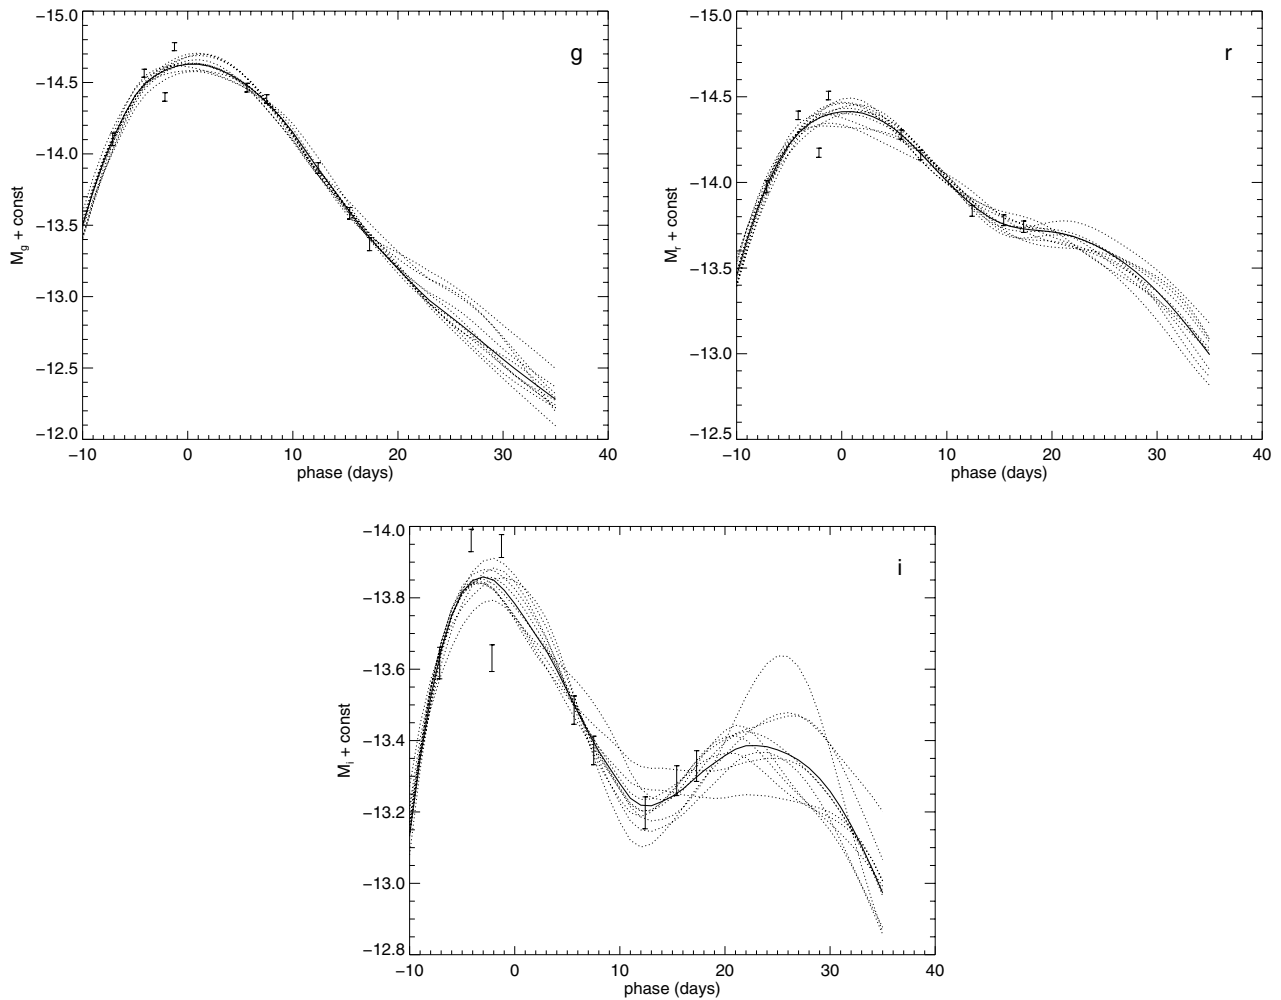 g
−15.0
−14.5
−14.0
−13.5
−13.0
−12.5
−12.0
M_g + const
−10 0 10 20 30 40
phase (days)
r
−15.0
−14.5
−14.0
−13.5
−13.0
−12.5
M_r + const
−10 0 10 20 30 40
phase (days)
i
−14.0
−13.8
−13.6
−13.4
−13.2
−13.0
−12.8
M_i + const
−10 0 10 20 30 40
phase (days)